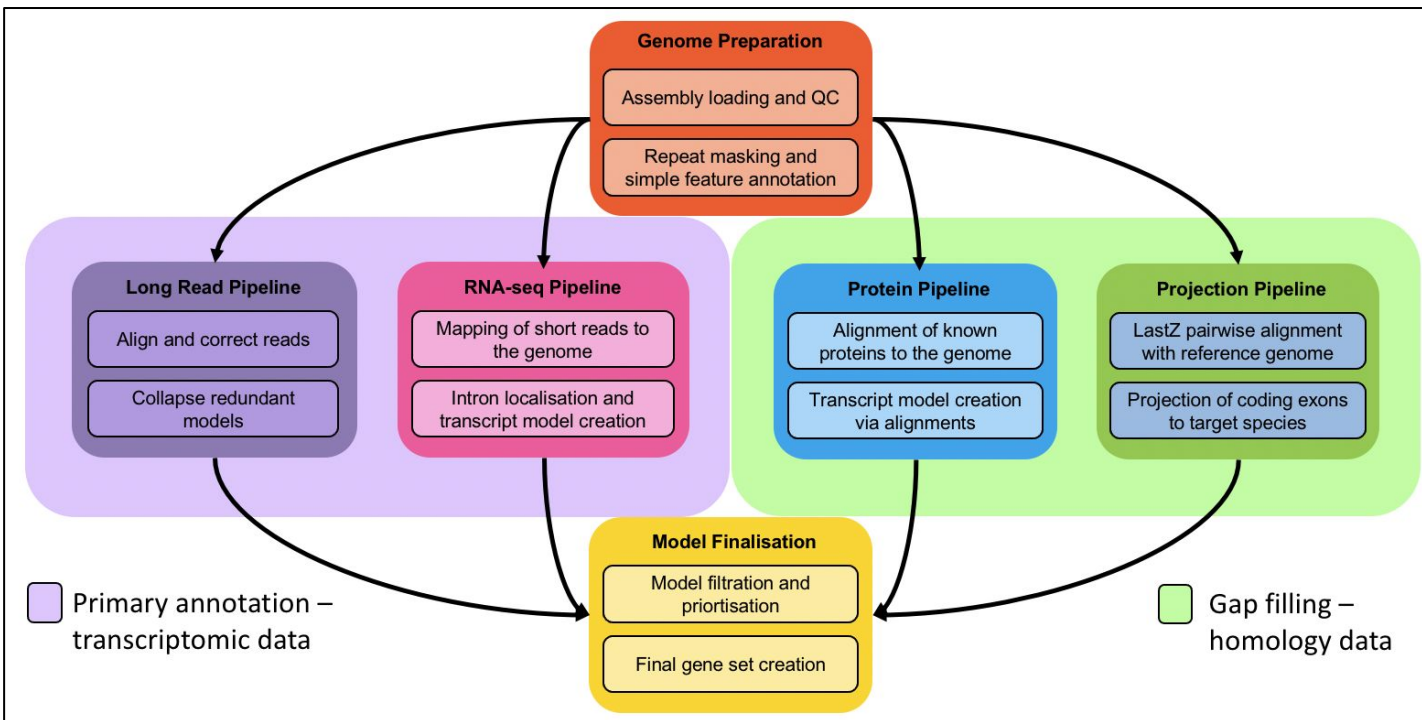 Genome Preparation
Assembly loading and QC
Repeat masking and
simple feature annotation
Long Read Pipeline
Align and correct reads
Collapse redundant
models
RNA-seq Pipeline
Mapping of short reads to
the genome
Intron localisation and
transcript model creation
Protein Pipeline
Alignment of known
proteins to the genome
Transcript model creation
via alignments
Projection Pipeline
LastZ pairwise alignment
with reference genome
Projection of coding exons
to target species
Model Finalisation
Model filtration and
priortisation
Final gene set creation
Primary annotation –
transcriptomic data
Gap filling –
homology data